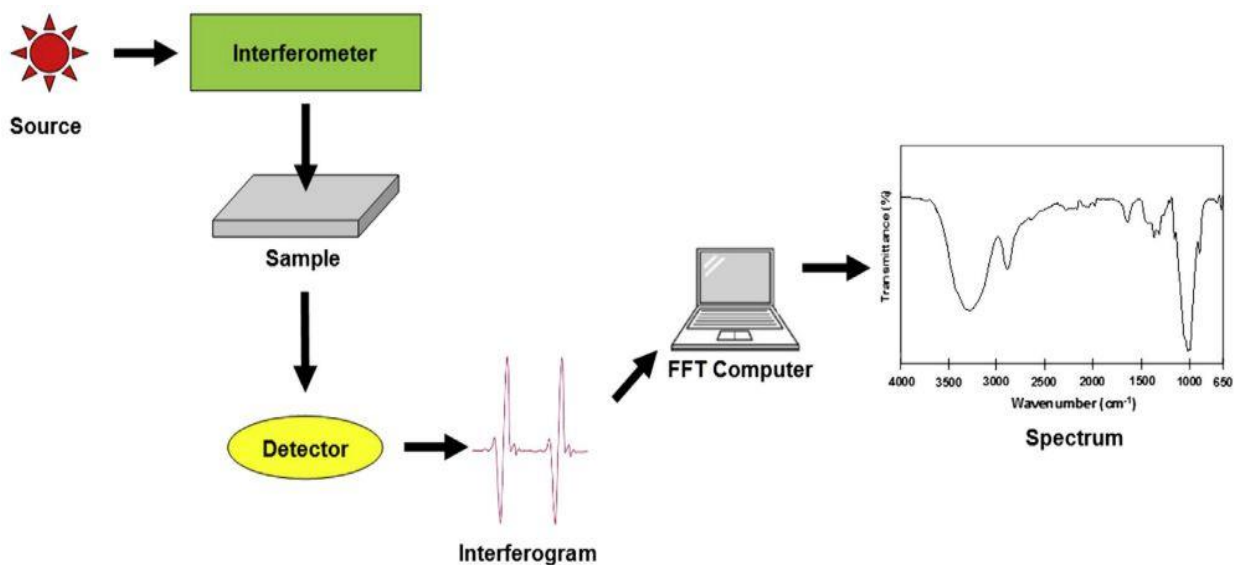 Source
Interferometer
Sample
Detector
Interferogram
FFT Computer
Transmittance (%)
4000 3500 3000 2500 2000 1500 1000 650
Wavenumber (cm⁻¹)
Spectrum